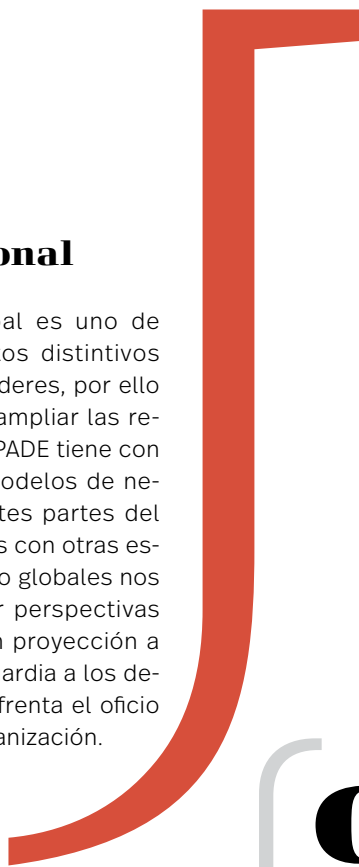 onal
al es uno de
os distintivos
deres, por ello
ampliar las re-
PADE tiene con
odelos de ne-
tes partes del
s con otras es-
o globales nos
r perspectivas
n proyección a
ardia a los de-
frenta el oficio
anización.